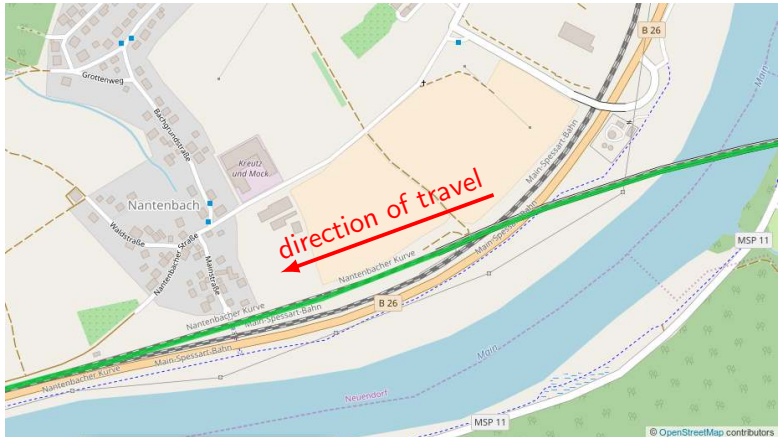 B 26
Main
Grottenweg
Bachgrundstraße
Main-Spessart-Bahn
Kreutz
und Mock
Nantenbach
direction of travel
Waldstraße
Nantenbacher Straße
Mainstraße
Main-Spessart-Bahn
MSP 11
Nantenbacher Kurve
B 26
Nantenbacher Kurve
Main-Spessart-Bahn
Main
Main-Spessart-Bahn
Nantenbacher Kurve
Neuendorf
MSP 11
© OpenStreetMap contributors